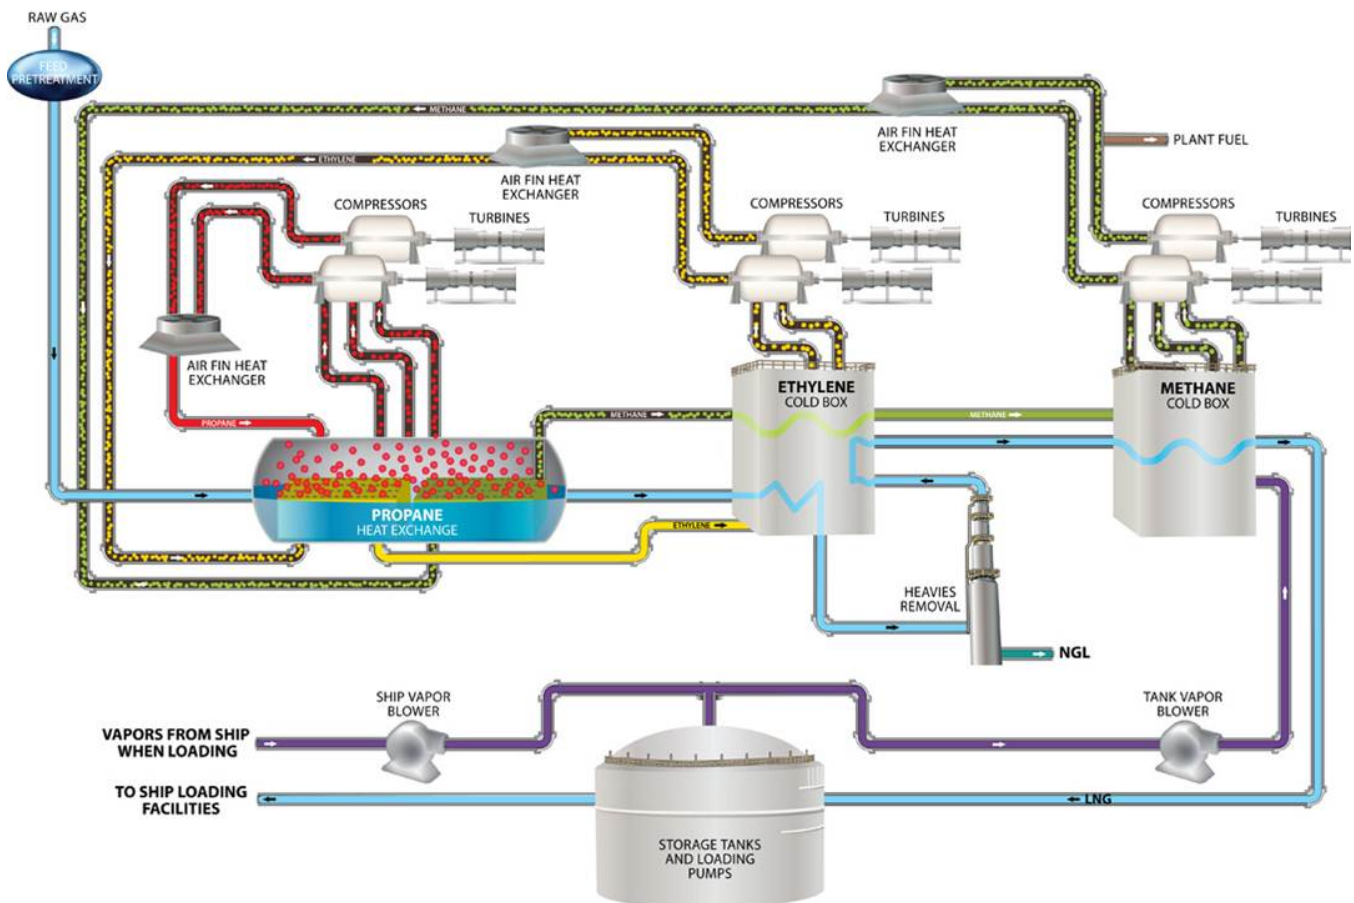 RAW GAS
FEED
PRETREATMENT
METHANE
AIR FIN HEAT
EXCHANGER
PLANT FUEL
ETHYLENE
AIR FIN HEAT
EXCHANGER
COMPRESSORS
TURBINES
COMPRESSORS
TURBINES
COMPRESSORS
TURBINES
AIR FIN HEAT
EXCHANGER
PROPANE
METHANE
ETHYLENE
COLD BOX
METHANE
METHANE
COLD BOX
PROPANE
HEAT EXCHANGE
ETHYLENE
HEAVIES
REMOVAL
NGL
SHIP VAPOR
BLOWER
TANK VAPOR
BLOWER
VAPORS FROM SHIP
WHEN LOADING
TO SHIP LOADING
FACILITIES
LNG
STORAGE TANKS
AND LOADING
PUMPS